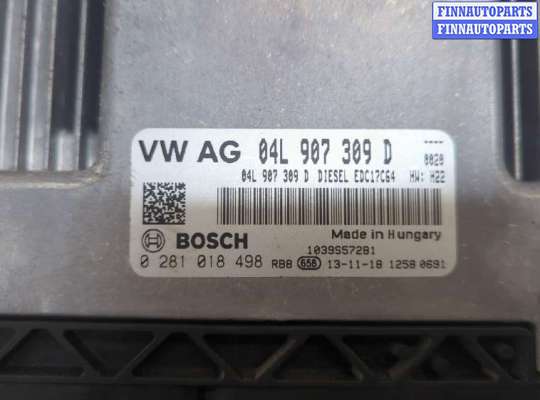 FINNAUTOPARTS
FINNAUTOPARTS
VW AG 04L 907 309 D ----
04L 907 309 D DIESEL EDC17C64 0020
HW: H22
Made in Hungary
BOSCH 1039S57281
0 281 018 498 RB8 656 13-11-18 1258 0691